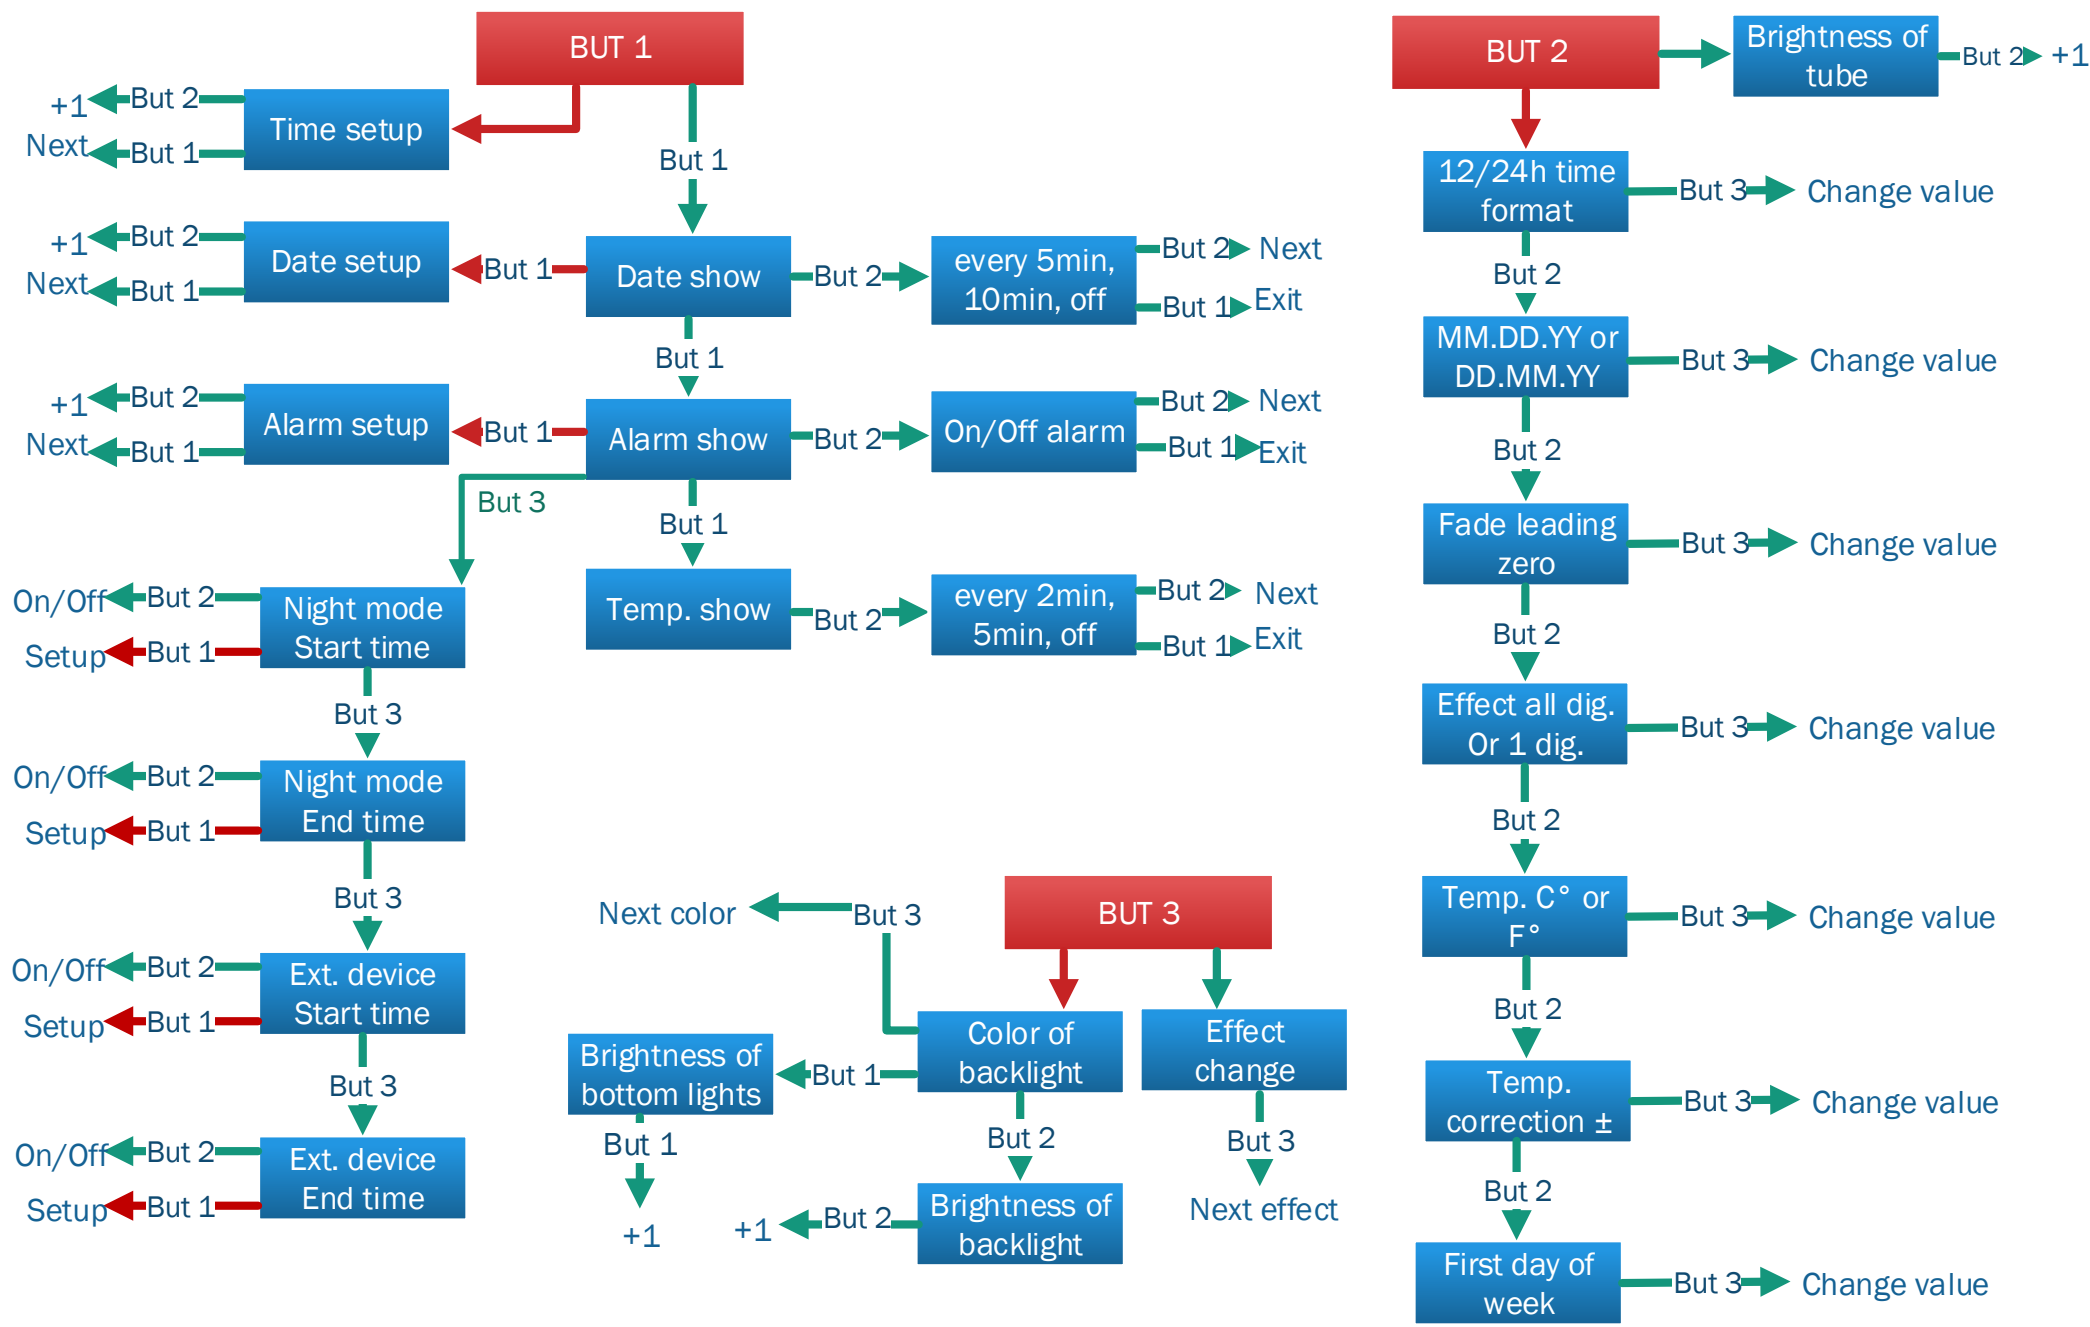 BUT 1
+1
But 2
Time setup
Next
But 1
But 1
+1
But 2
Date setup
Next
But 1
But 1
Date show
But 2
every 5min,
10min, off
But 2
Next
But 1
Exit
But 1
+1
But 2
Alarm setup
Next
But 1
But 1
Alarm show
But 2
On/Off alarm
But 2
Next
But 1
Exit
But 3
But 1
Temp. show
But 2
every 2min,
5min, off
But 2
Next
But 1
Exit
On/Off
But 2
Night mode
Start time
Setup
But 1
But 3
On/Off
But 2
Night mode
End time
Setup
But 1
But 3
On/Off
But 2
Ext. device
Start time
Setup
But 1
But 3
On/Off
But 2
Ext. device
End time
Setup
But 1
BUT 3
Next color
But 3
Color of
backlight
Effect
change
Brightness of
bottom lights
But 1
But 1
+1
But 2
Brightness of
backlight
But 2
+1
But 3
Next effect
BUT 2
Brightness of
tube
But 2
+1
12/24h time
format
But 3
Change value
But 2
MM.DD.YY or
DD.MM.YY
But 3
Change value
But 2
Fade leading
zero
But 3
Change value
But 2
Effect all dig.
Or 1 dig.
But 3
Change value
But 2
Temp. C° or
F°
But 3
Change value
But 2
Temp.
correction ±
But 3
Change value
But 2
First day of
week
But 3
Change value